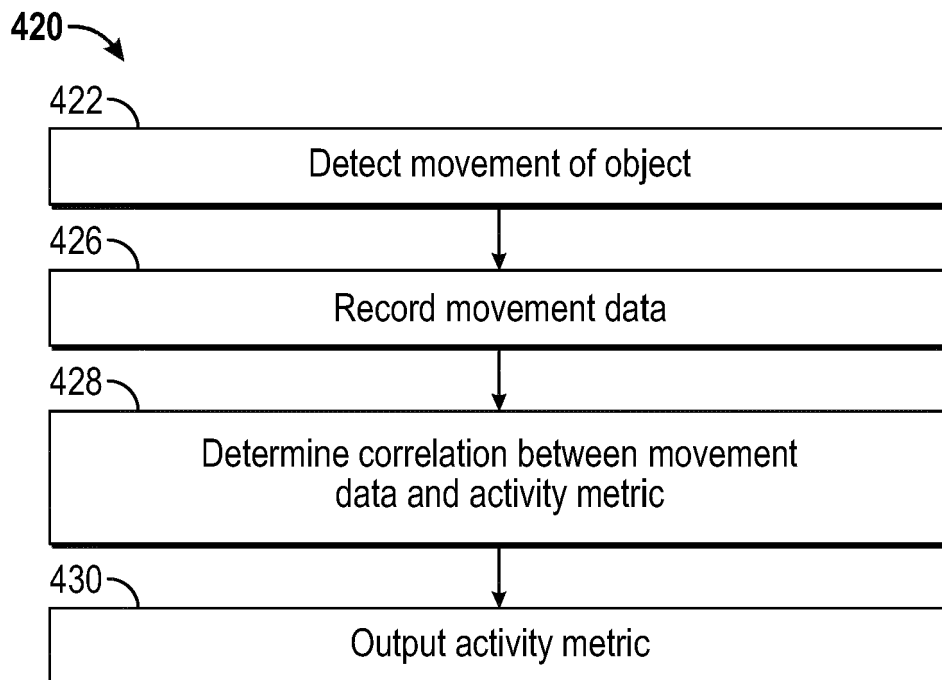 420
422
Detect movement of object
426
Record movement data
428
Determine correlation between movement
data and activity metric
430
Output activity metric